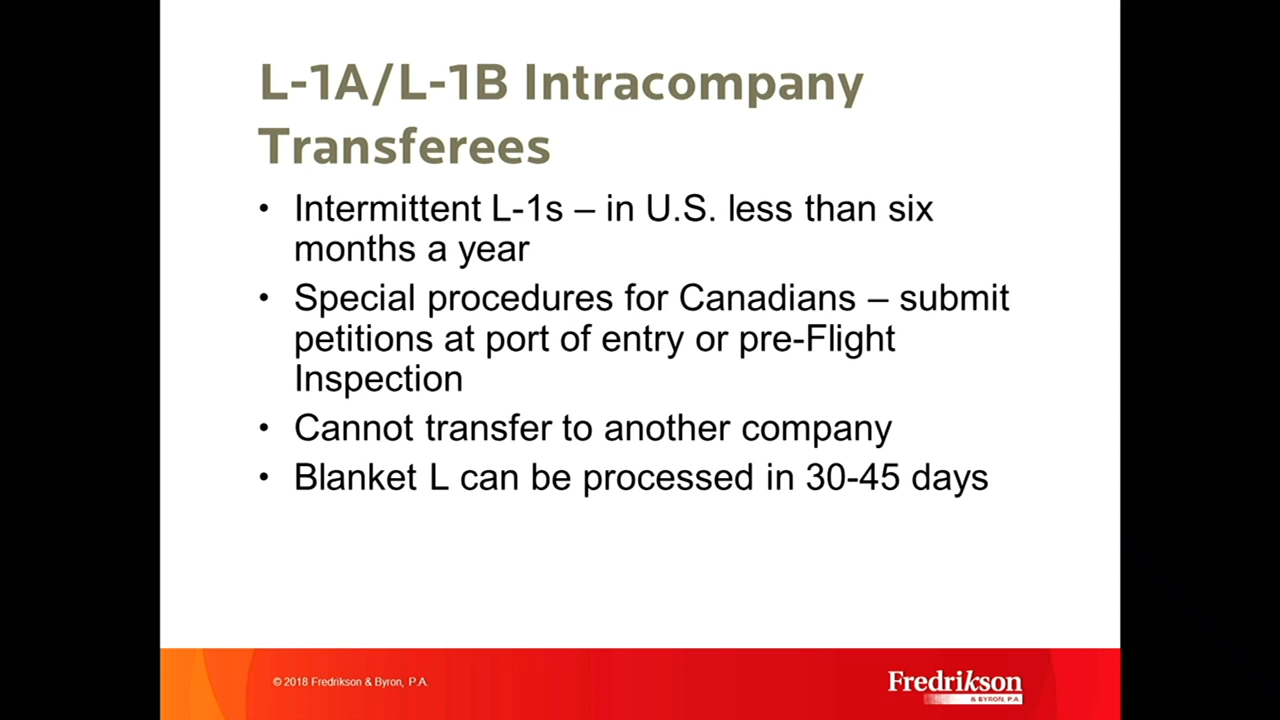 L-1A/L-1B Intracompany
Transferees
• Intermittent L-1s – in U.S. less than six
months a year
• Special procedures for Canadians – submit
petitions at port of entry or pre-Flight
Inspection
• Cannot transfer to another company
• Blanket L can be processed in 30-45 days
© 2018 Fredrikson & Byron, P.A.
Fredrikson
& BYRON, P.A.